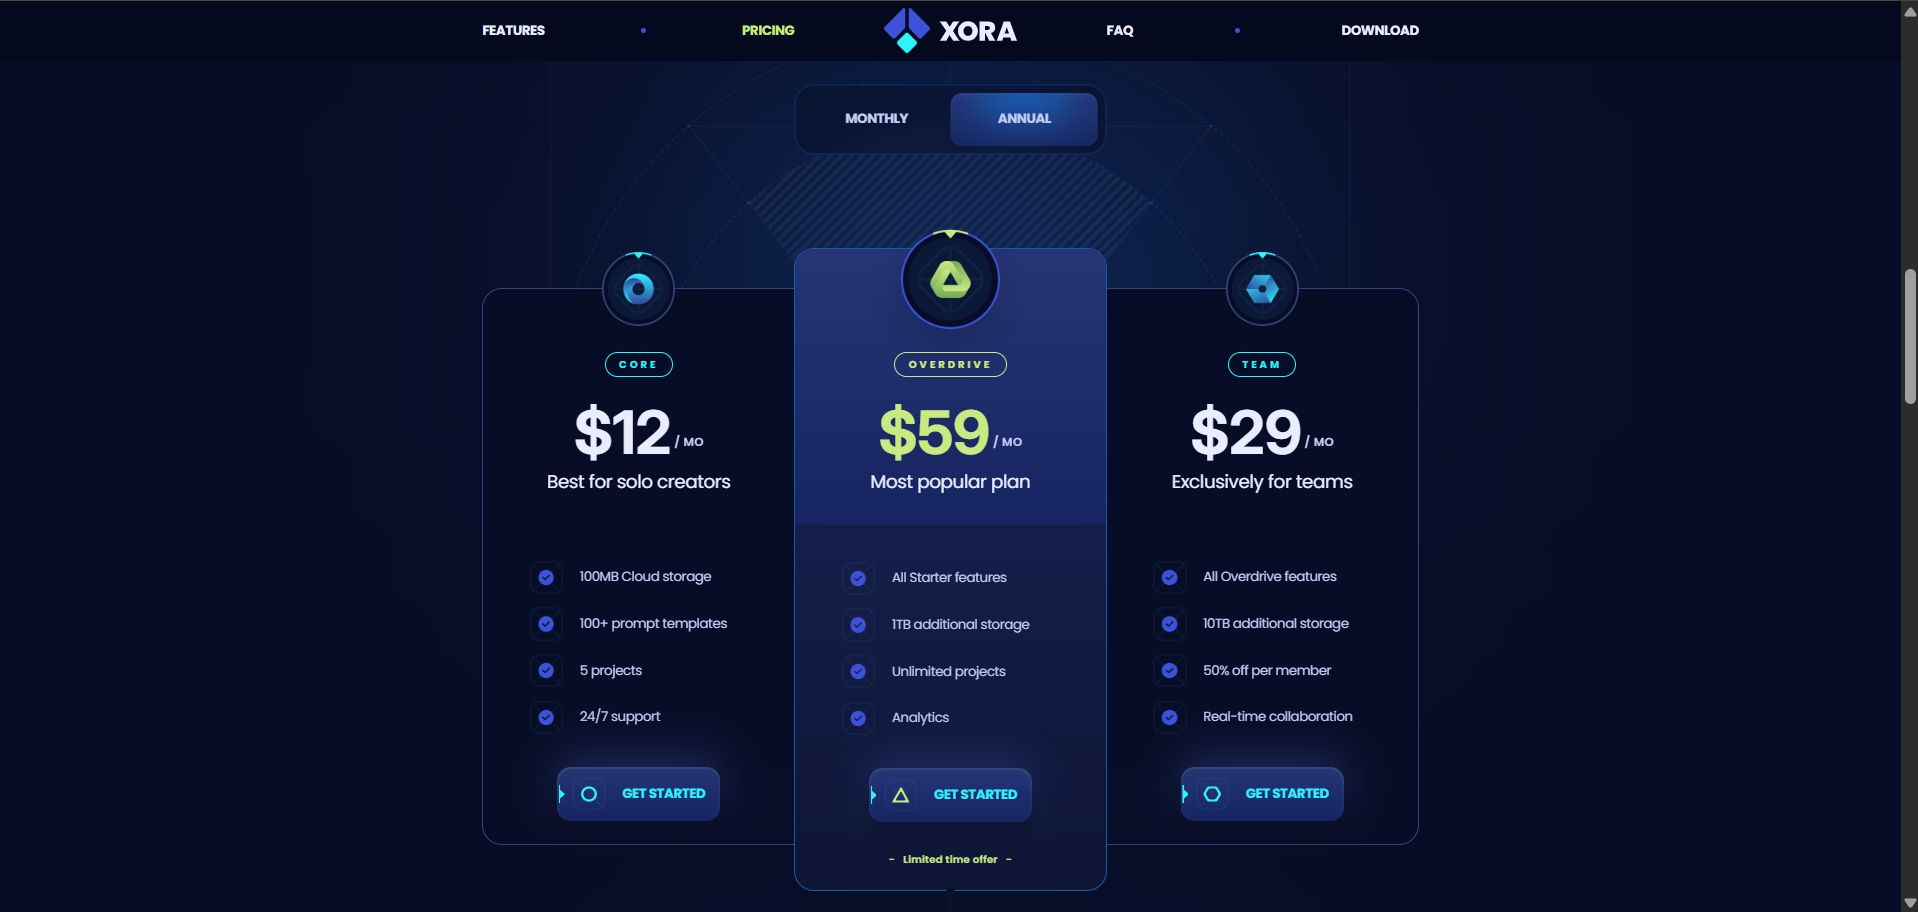 FEATURES
PRICING
XORA
FAQ
DOWNLOAD
MONTHLY
ANNUAL
CORE
$12 / MO
Best for solo creators
100MB Cloud storage
100+ prompt templates
5 projects
24/7 support
GET STARTED
OVERDRIVE
$59 / MO
Most popular plan
All Starter features
1TB additional storage
Unlimited projects
Analytics
GET STARTED
- Limited time offer -
TEAM
$29 / MO
Exclusively for teams
All Overdrive features
10TB additional storage
50% off per member
Real-time collaboration
GET STARTED